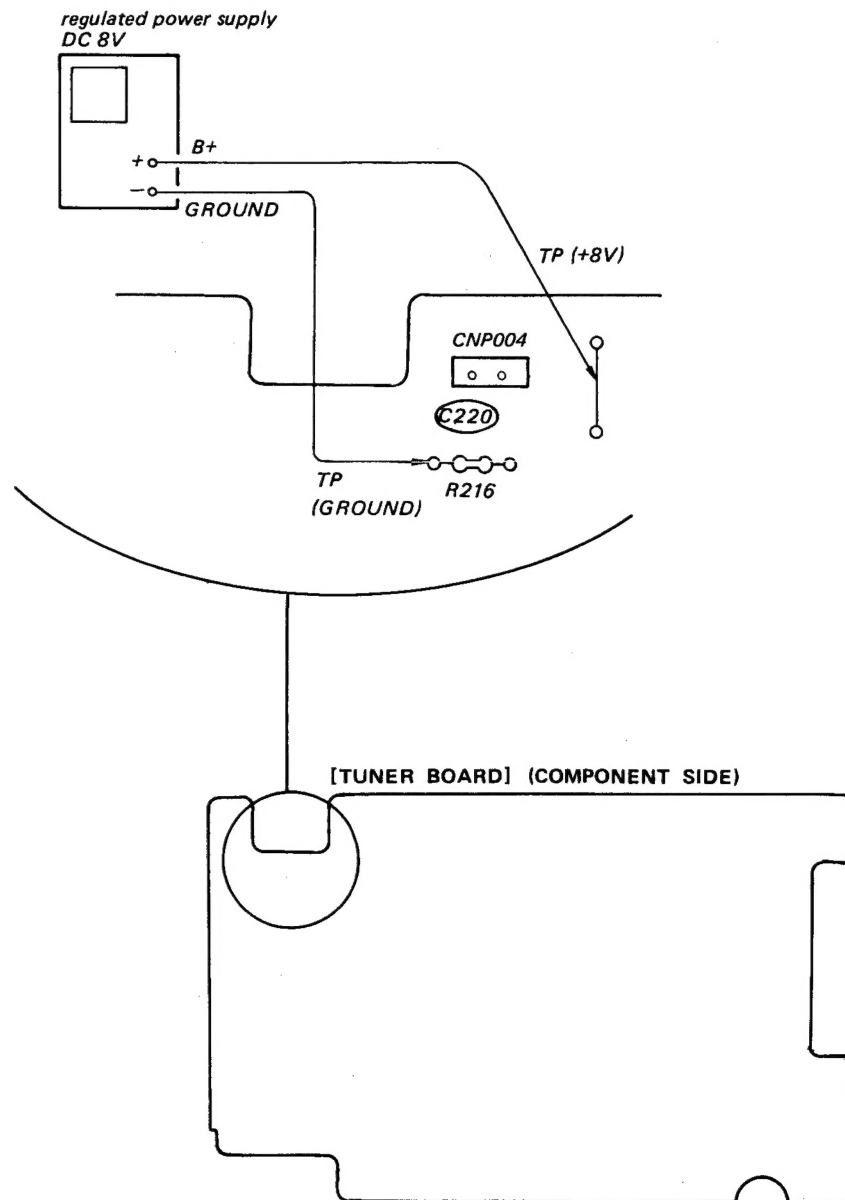 regulated power supply
DC 8V
+ B+
− GROUND
TP (+8V)
CNP004
C220
TP
(GROUND)
R216
[TUNER BOARD] (COMPONENT SIDE)